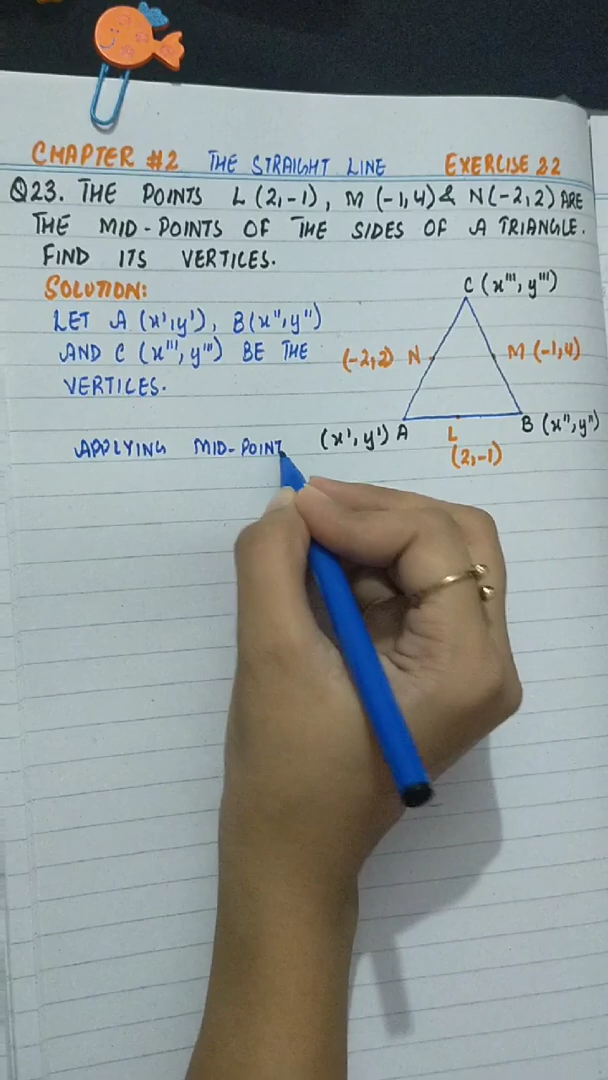 CHAPTER #2 THE STRAIGHT LINE EXERCISE 2.2
Q23. THE POINTS L (2,-1), M (-1,4) & N(-2,2) ARE
THE MID-POINTS OF THE SIDES OF A TRIANGLE.
FIND ITS VERTICES.
SOLUTION:
LET A (x',y'), B(x'',y'')
AND C (x''',y''') BE THE
VERTICES.
C (x''', y''')
(-2,2) N
M (-1,4)
(x', y') A
B (x'',y'')
L
(2,-1)
APPLYING MID-POINT